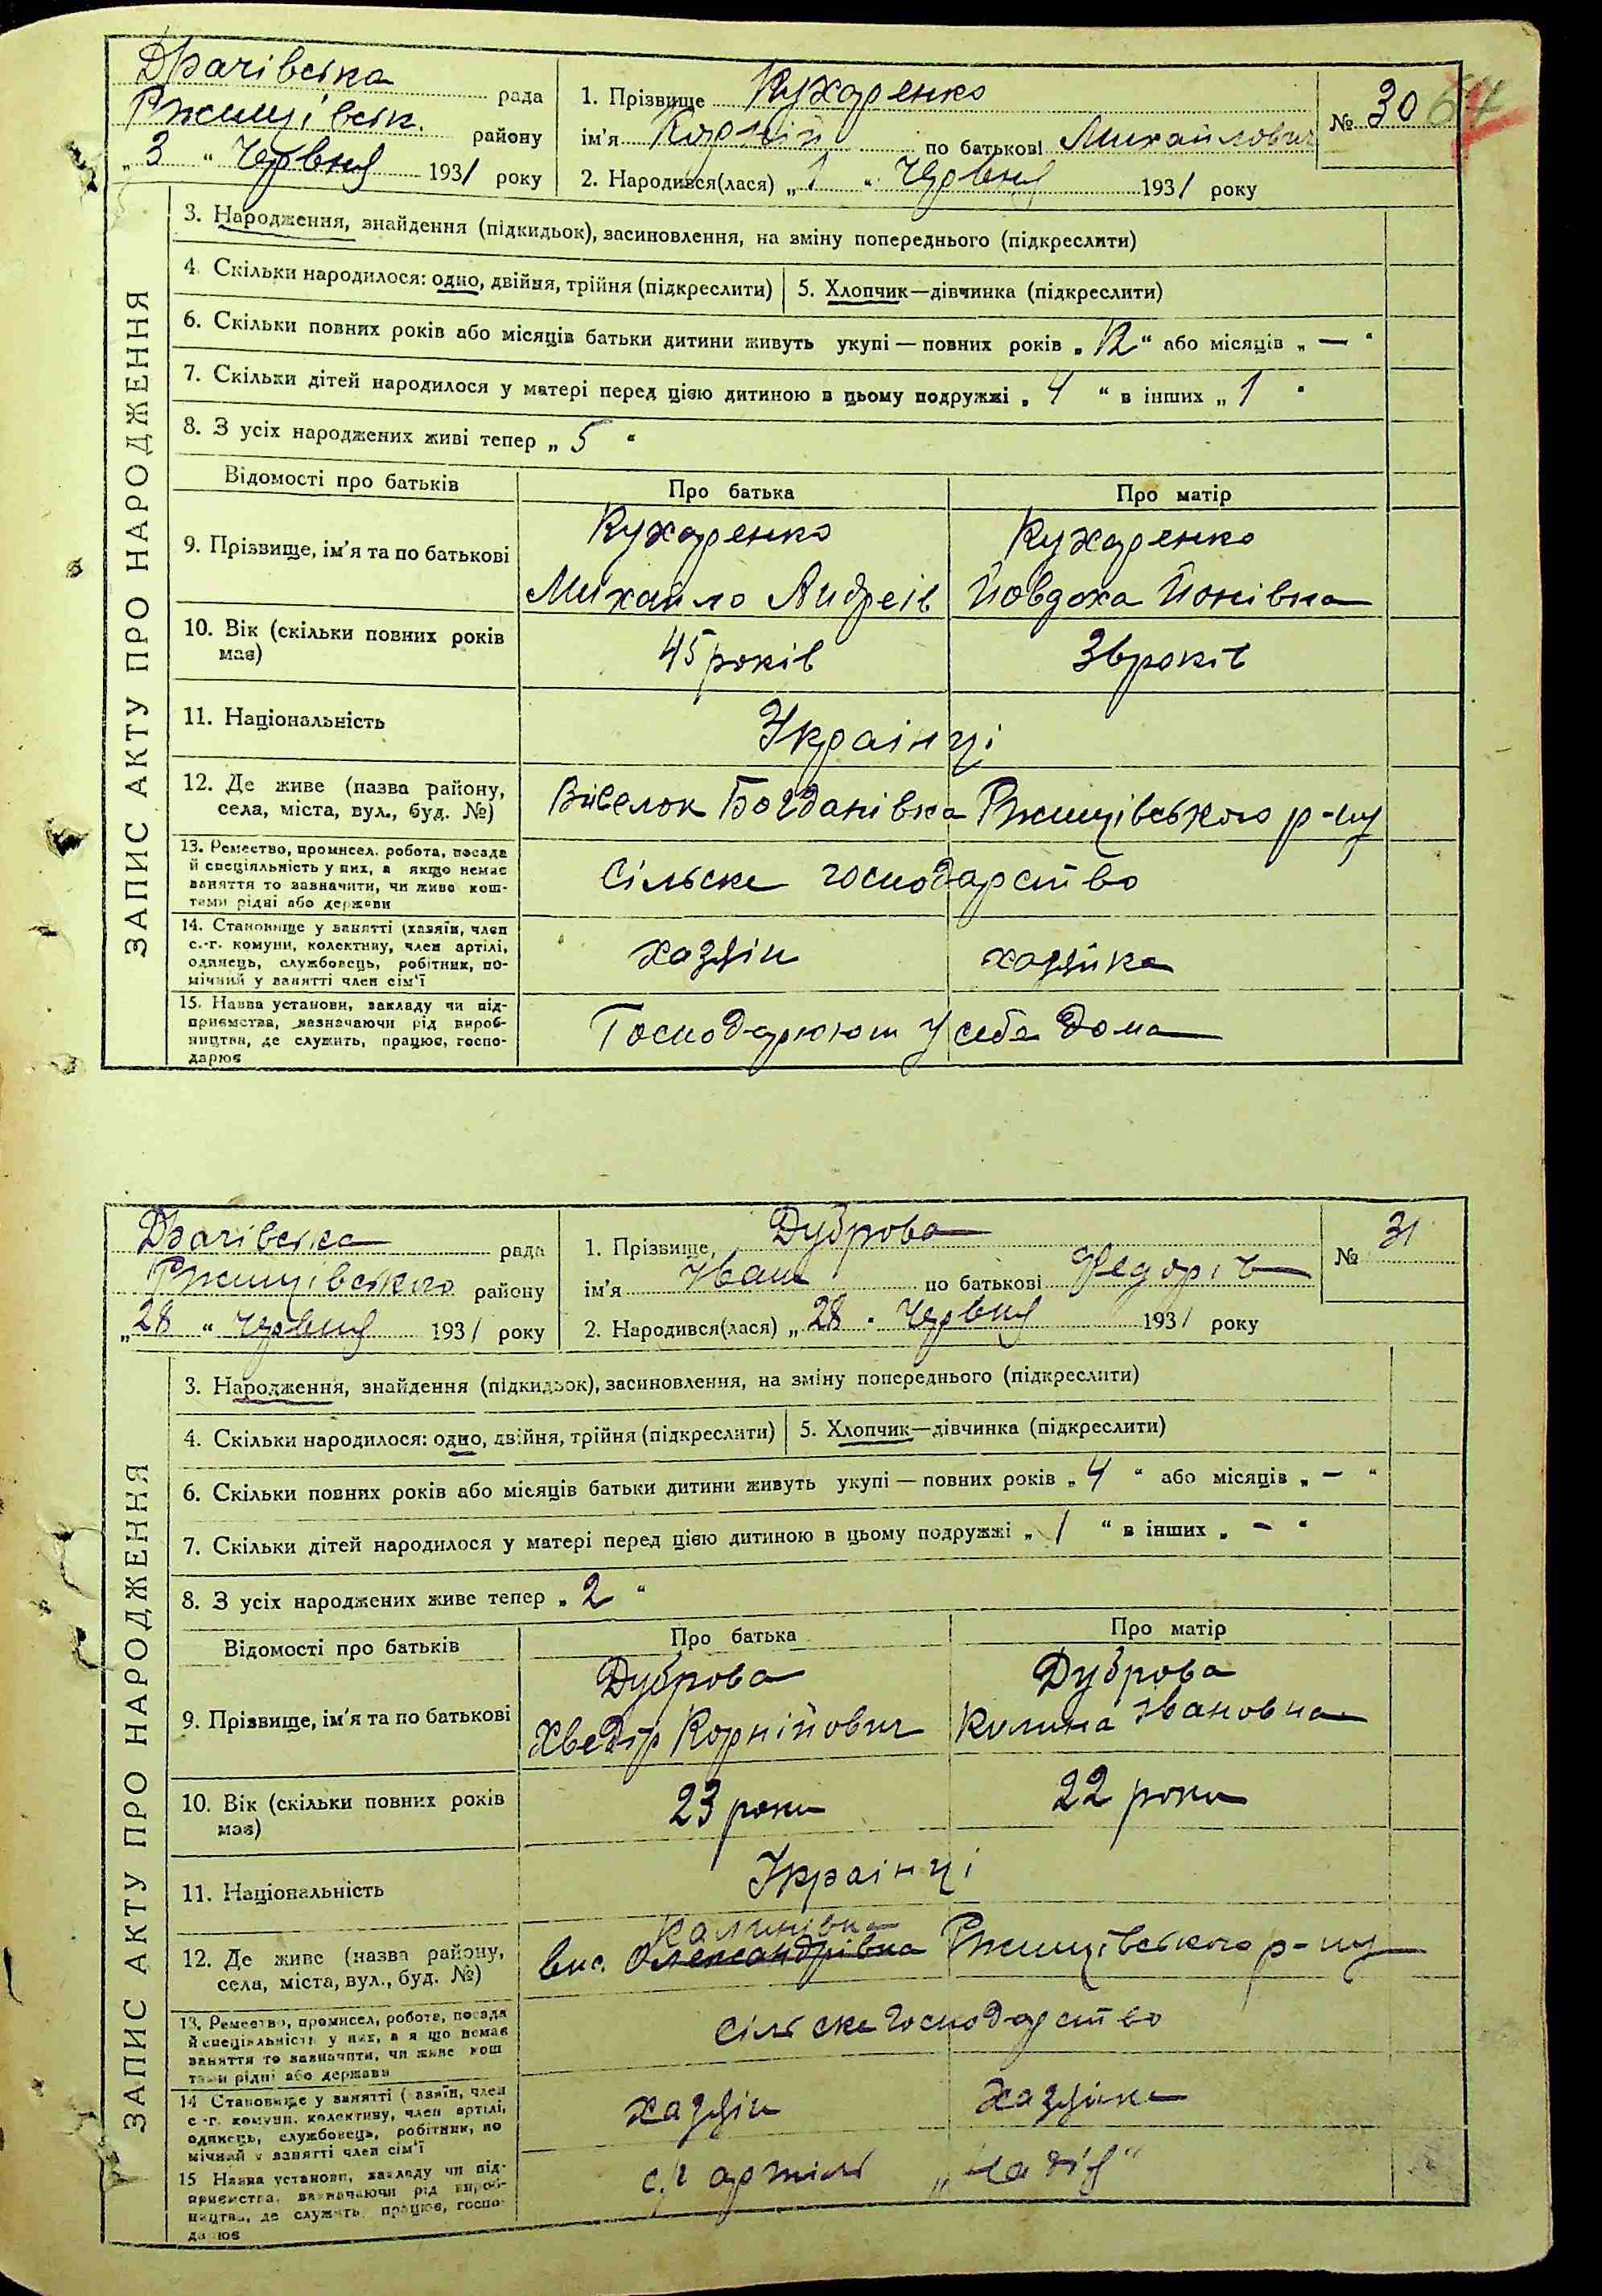 Драчівська рада
Ржищівськ. району
„ 3 “ Червня 1931 року
1. Прізвище Кухаренко
ім'я Корній по батькові Михайлович
№ 30
64
2. Народився(лася) „ 1 “ Червня 1931 року
ЗАПИС АКТУ ПРО НАРОДЖЕННЯ
3. Народження, знайдення (підкидьок), засиновлення, на зміну попереднього (підкреслити)
4. Скільки народилося: одно, двійня, трійня (підкреслити) 5. Хлопчик—дівчинка (підкреслити)
6. Скільки повних років або місяців батьки дитини живуть укупі — повних років „ 12 “ або місяців „ — “
7. Скільки дітей народилося у матері перед цією дитиною в цьому подружжі „ 4 “ в інших „ 1 “
8. З усіх народжених живі тепер „ 5 “
Відомості про батьків Про батька Про матір
9. Прізвище, ім'я та по батькові
Кухаренко Кухаренко
Михайло Андреів Йовдоха Йонівна
10. Вік (скільки повних років має)
45 років 36 років
11. Національність
Українці
12. Де живе (назва району, села, міста, вул., буд. №)
Виселок Богданівка Ржищівського р-ну
13. Ремество, промисел, робота, посада й спеціяльність у них, а якщо немає заняття то зазначити, чи живе коштами рідні або держави
Сільске господарство
14. Становище у занятті (хазяїн, член с.-г. комуни, колективу, член артілі, одинець, службовець, робітник, помічний у занятті член сім'ї
хазяін хазяйка
15. Назва установи, закладу чи підприємства, зазначаючи рід виробництва, де служить, працює, господарює
Господарюют у себе дома
Драчівська рада
Ржищівського району
„ 28 “ Червня 1931 року
1. Прізвище, Дуброва
ім'я Іван по батькові Федорів
№ 31
2. Народився(лася) „ 28 “ Червня 1931 року
ЗАПИС АКТУ ПРО НАРОДЖЕННЯ
3. Народження, знайдення (підкидьок), засиновлення, на зміну попереднього (підкреслити)
4. Скільки народилося: одно, двійня, трійня (підкреслити) 5. Хлопчик—дівчинка (підкреслити)
6. Скільки повних років або місяців батьки дитини живуть укупі — повних років „ 4 “ або місяців „ — “
7. Скільки дітей народилося у матері перед цією дитиною в цьому подружжі „ 1 “ в інших „ — “
8. З усіх народжених живе тепер „ 2 “
Відомості про батьків Про батька Про матір
9. Прізвище, ім'я та по батькові
Дуброва Дуброва
Хведір Корнійович Килина Івановна
10. Вік (скільки повних років має)
23 роки 22 роки
11. Національність
Українці
12. Де живе (назва району, села, міста, вул., буд. №)
Калинівка
вис. Олександрівка Ржищівського р-ну
13. Ремество, промисел, робота, посада й спеціяльність у них, а якщо немає заняття то зазначити, чи живе коштами рідні або держави
сільске господарство
14. Становище у занятті (хазяїн, член с.-г. комуни, колективу, член артілі, одинець, службовець, робітник, помічний у занятті член сім'ї
хазяін хазяіка
15. Назва установи, закладу чи підприємства, зазначаючи рід виробництва, де служить, працює, господарює
с/г артіль